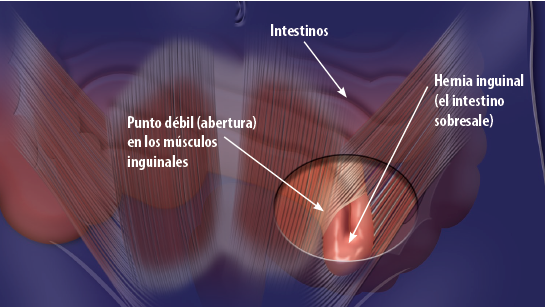 Intestinos
Hernia inguinal
(el intestino
sobresale)
Punto débil (abertura)
en los músculos
inguinales